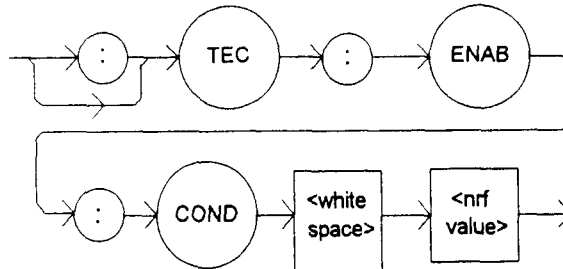 : TEC : ENAB
: COND <white space> <nrf value>